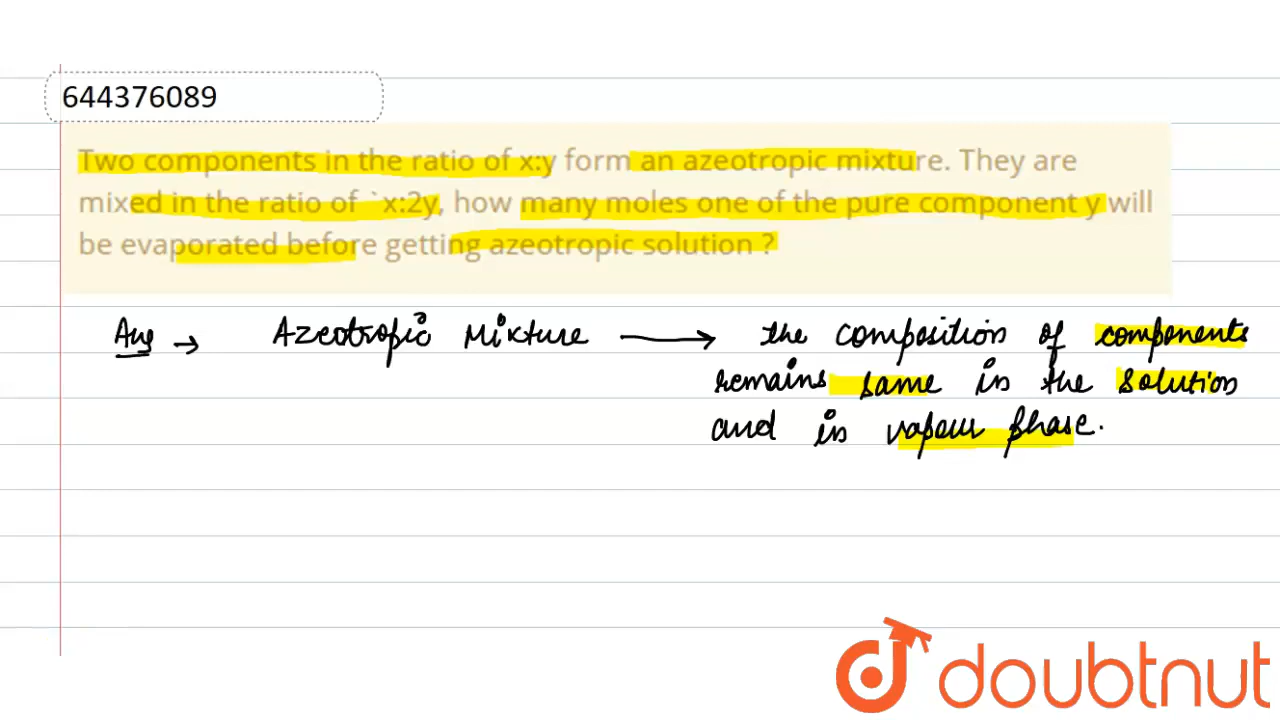 644376089
Two components in the ratio of x:y form an azeotropic mixture. They are
mixed in the ratio of `x:2y, how many moles one of the pure component y will
be evaporated before getting azeotropic solution ?
Ans → Azeotropic Mixture ⟶ the composition of components
remains same in the solution
and in vapour phase.
doubtnut